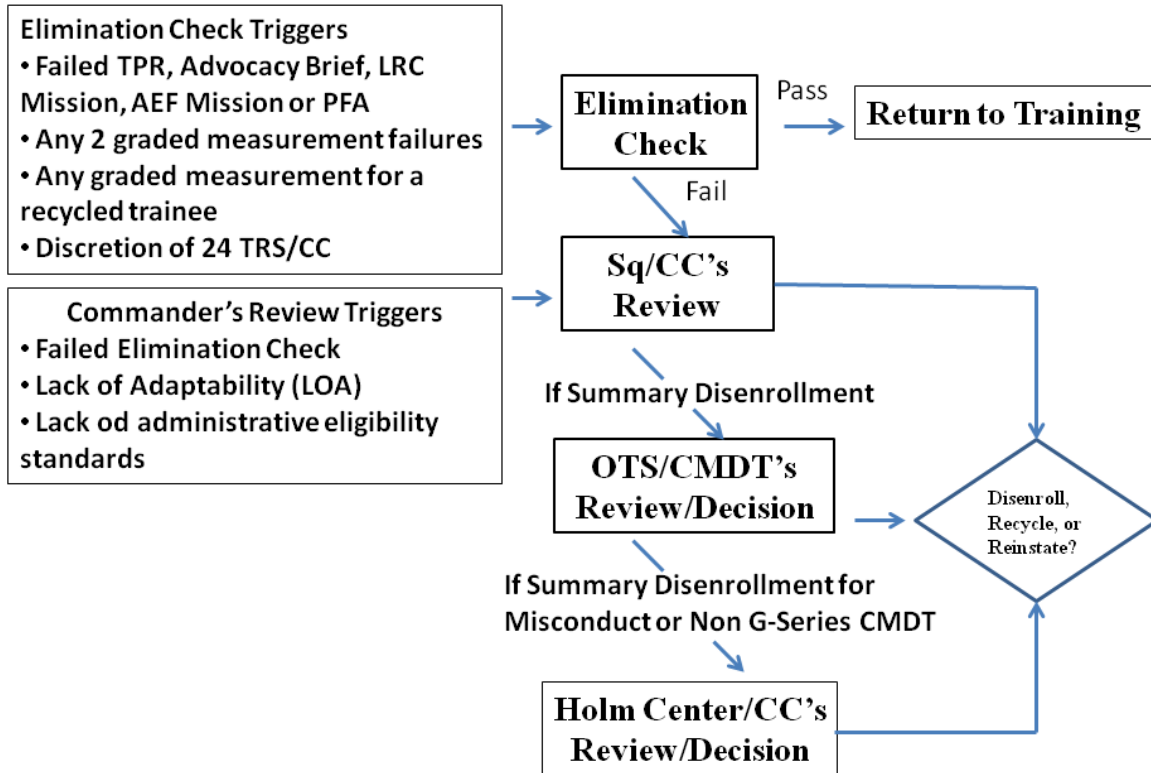 Elimination Check Triggers
• Failed TPR, Advocacy Brief, LRC
Mission, AEF Mission or PFA
• Any 2 graded measurement failures
• Any graded measurement for a
recycled trainee
• Discretion of 24 TRS/CC
Elimination
Check
Pass
Return to Training
Fail
Sq/CC's
Review
Commander's Review Triggers
• Failed Elimination Check
• Lack of Adaptability (LOA)
• Lack od administrative eligibility
standards
If Summary Disenrollment
OTS/CMDT's
Review/Decision
Disenroll,
Recycle, or
Reinstate?
If Summary Disenrollment for
Misconduct or Non G-Series CMDT
Holm Center/CC's
Review/Decision